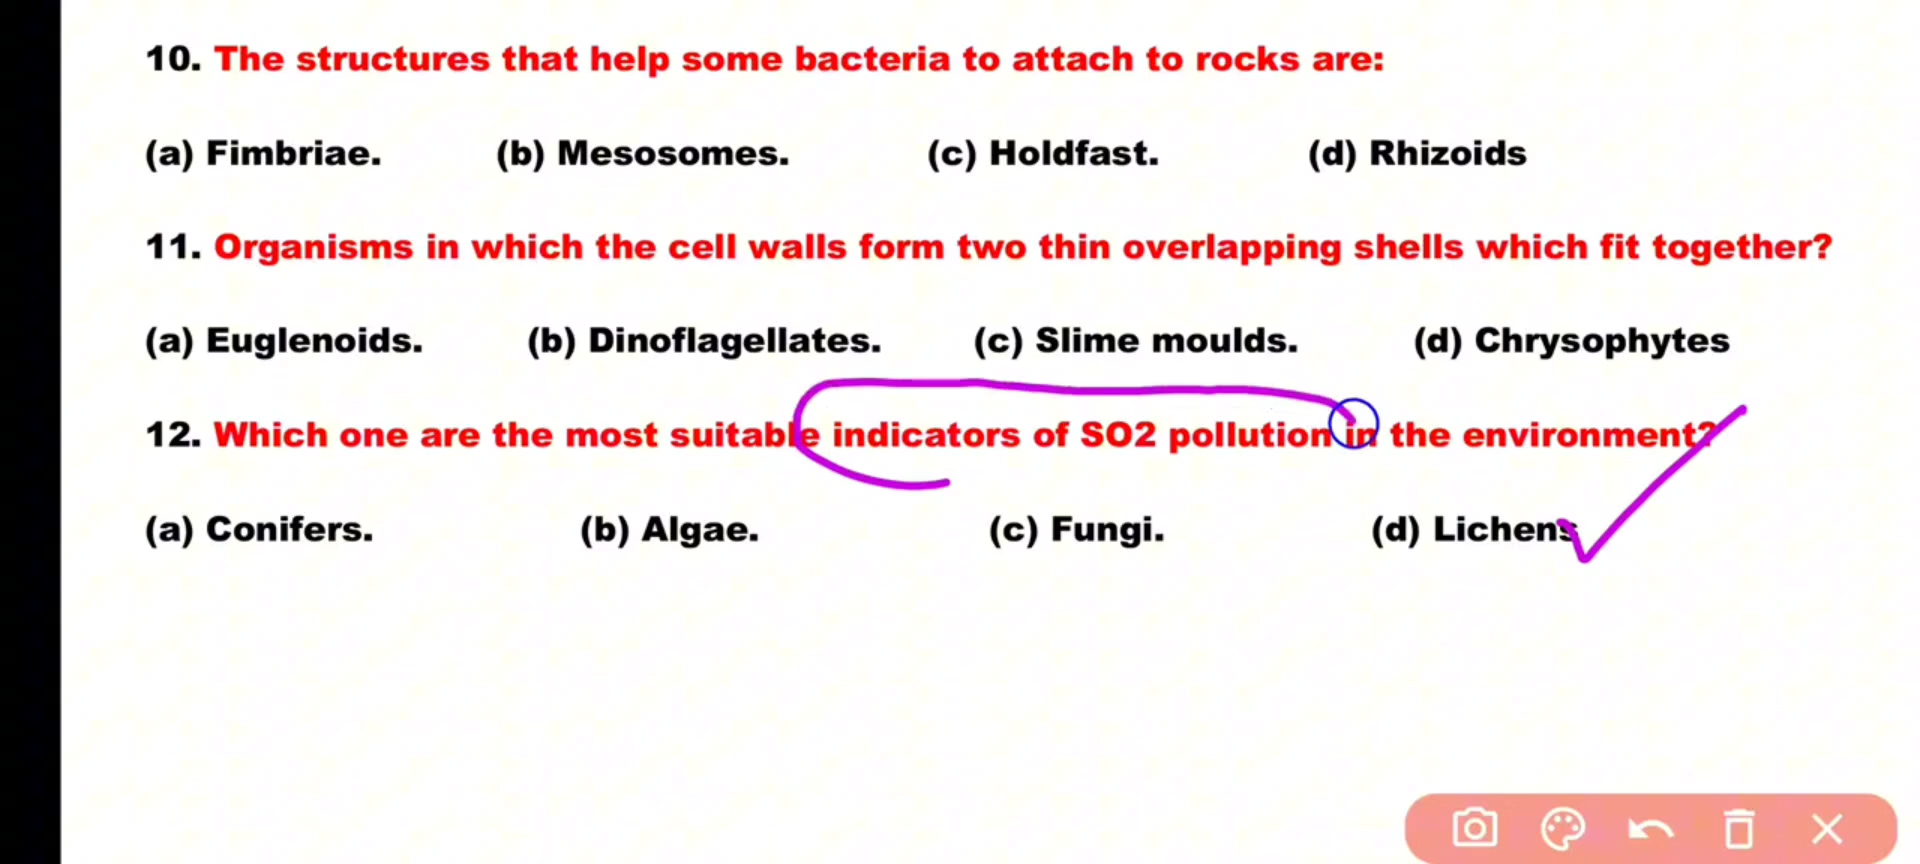 10. The structures that help some bacteria to attach to rocks are:
(a) Fimbriae. (b) Mesosomes. (c) Holdfast. (d) Rhizoids
11. Organisms in which the cell walls form two thin overlapping shells which fit together?
(a) Euglenoids. (b) Dinoflagellates. (c) Slime moulds. (d) Chrysophytes
12. Which one are the most suitable indicators of SO2 pollution in the environment?
(a) Conifers. (b) Algae. (c) Fungi. (d) Lichens